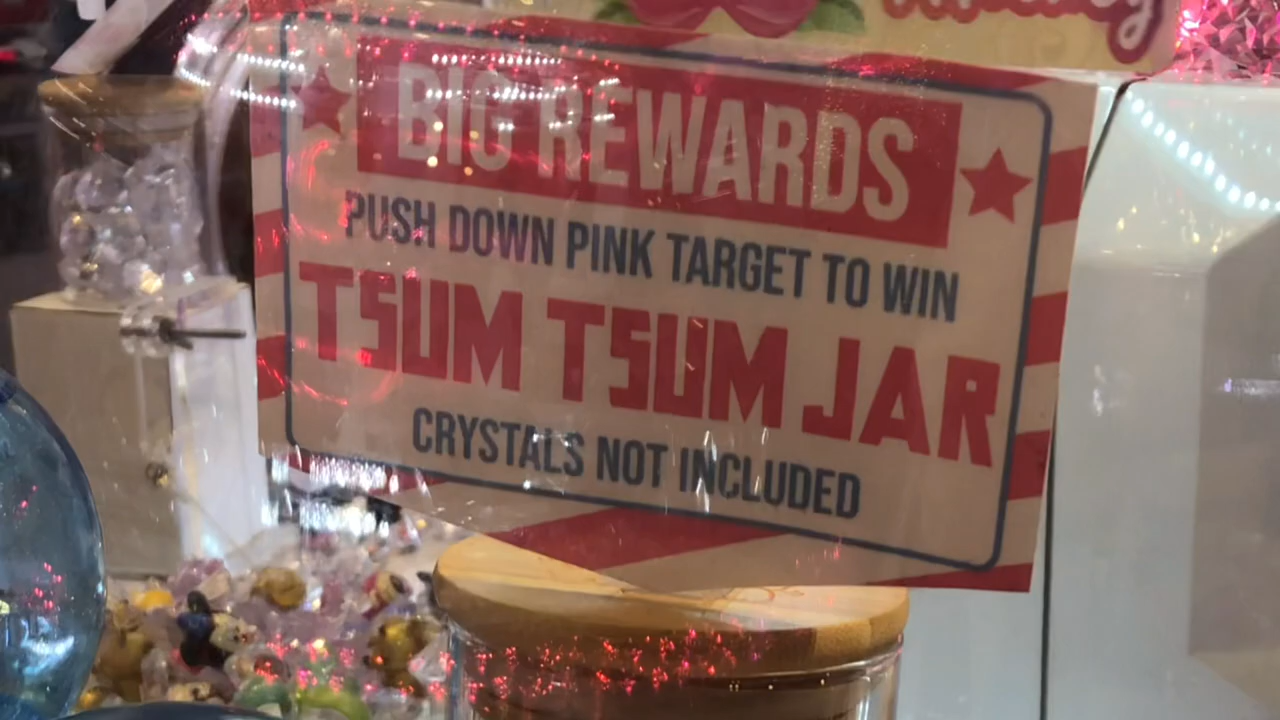 BIG REWARDS
PUSH DOWN PINK TARGET TO WIN
TSUM TSUM JAR
CRYSTALS NOT INCLUDED